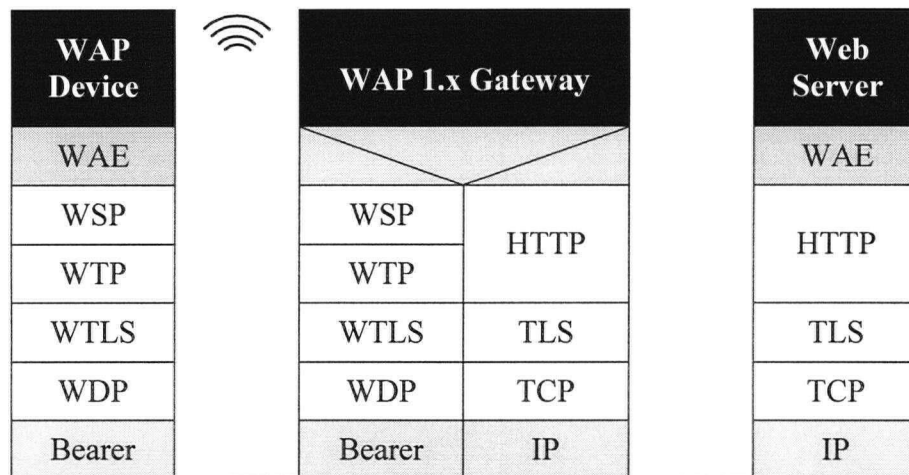 WAP
Device
WAP 1.x Gateway
Web
Server
WAE
WAE
WSP
WSP
HTTP
HTTP
WTP
WTP
WTLS
WTLS
TLS
TLS
WDP
WDP
TCP
TCP
Bearer
Bearer
IP
IP